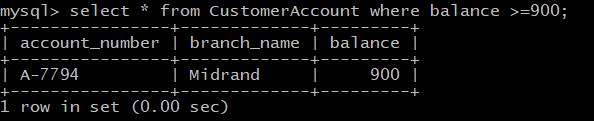 mysql> select * from CustomerAccount where balance >=900;
+----------------+-------------+---------+
| account_number | branch_name | balance |
+----------------+-------------+---------+
| A-7794         | Midrand     |     900 |
+----------------+-------------+---------+
1 row in set (0.00 sec)